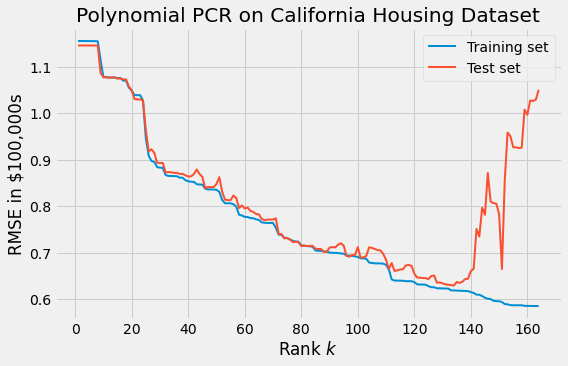 Polynomial PCR on California Housing Dataset
Training set
Test set
RMSE in $100,000s
1.1
1.0
0.9
0.8
0.7
0.6
0 20 40 60 80 100 120 140 160
Rank k